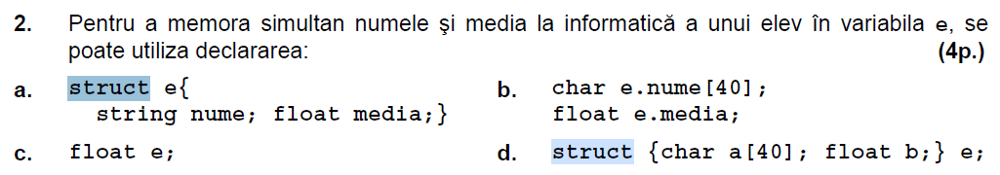 2. Pentru a memora simultan numele şi media la informatică a unui elev în variabila e, se
poate utiliza declararea: (4p.)
a. struct e{
string nume; float media;}
b. char e.nume[40];
float e.media;
c. float e;
d. struct {char a[40]; float b;} e;